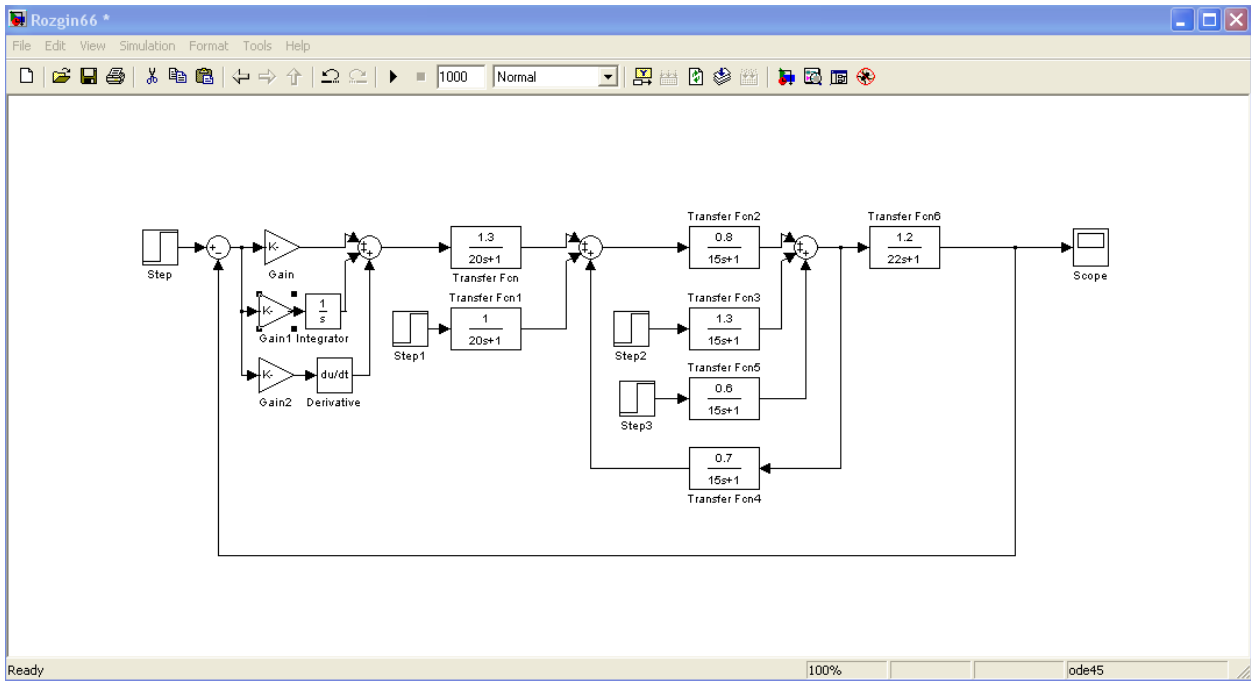 Rozgin66 *
File Edit View Simulation Format Tools Help
1000 Normal
Transfer Fcn2
Transfer Fcn6
Step
K-
Gain
1.3
20s+1
Transfer Fcn
0.8
15s+1
1.2
22s+1
Scope
K-
Gain1
1
s
Integrator
Step1
Transfer Fcn1
1
20s+1
Step2
Transfer Fcn3
1.3
15s+1
K-
Gain2
du/dt
Derivative
Step3
Transfer Fcn5
0.6
15s+1
0.7
15s+1
Transfer Fcn4
Ready 100% ode45